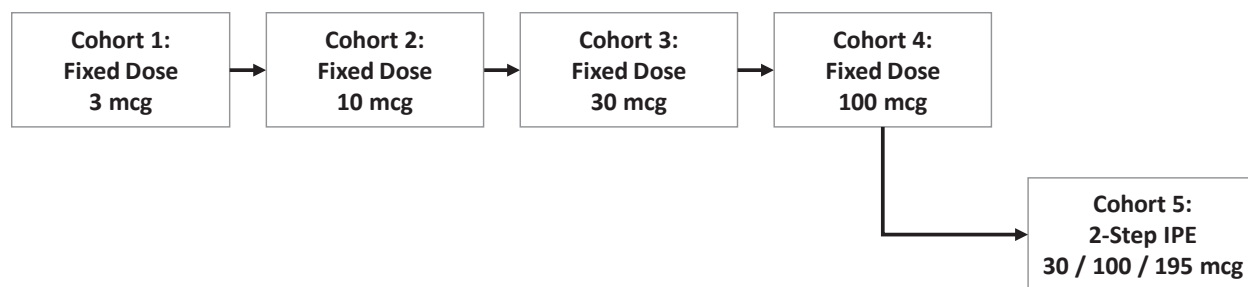 Cohort 1:
Fixed Dose
3 mcg
Cohort 2:
Fixed Dose
10 mcg
Cohort 3:
Fixed Dose
30 mcg
Cohort 4:
Fixed Dose
100 mcg
Cohort 5:
2-Step IPE
30 / 100 / 195 mcg